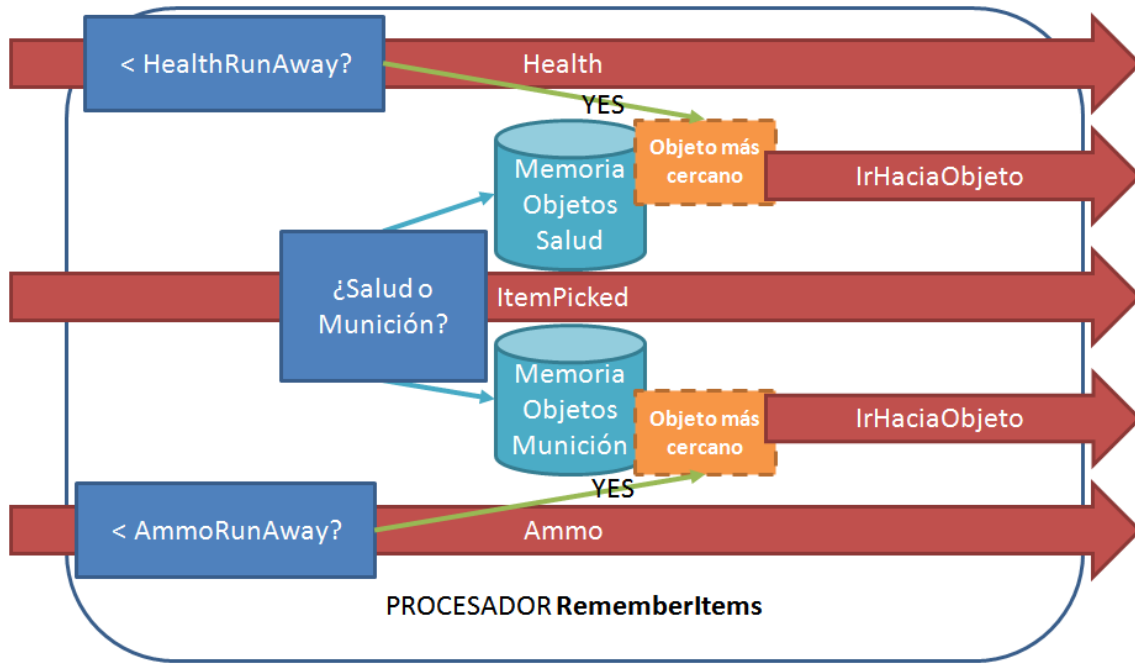 < HealthRunAway?
Health
YES
Objeto más
cercano
IrHaciaObjeto
Memoria
Objetos
Salud
¿Salud o
Munición?
ItemPicked
Memoria
Objetos
Munición
Objeto más
cercano
IrHaciaObjeto
YES
< AmmoRunAway?
Ammo
PROCESADOR RememberItems